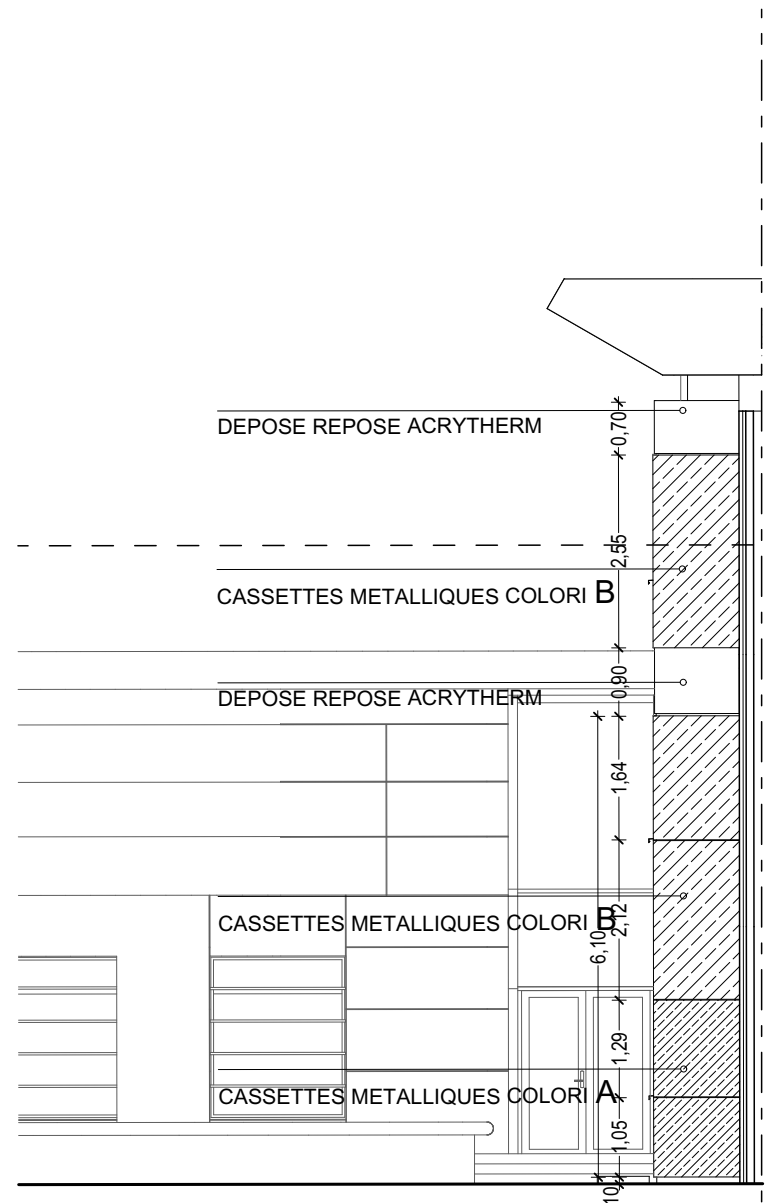 0,70
DEPOSE REPOSE ACRYTHERM
2,55
CASSETTES METALLIQUES COLORI B
0,90
DEPOSE REPOSE ACRYTHERM
1,64
CASSETTES METALLIQUES COLORI B
2,12
6,10
1,29
CASSETTES METALLIQUES COLORI A
1,05
10